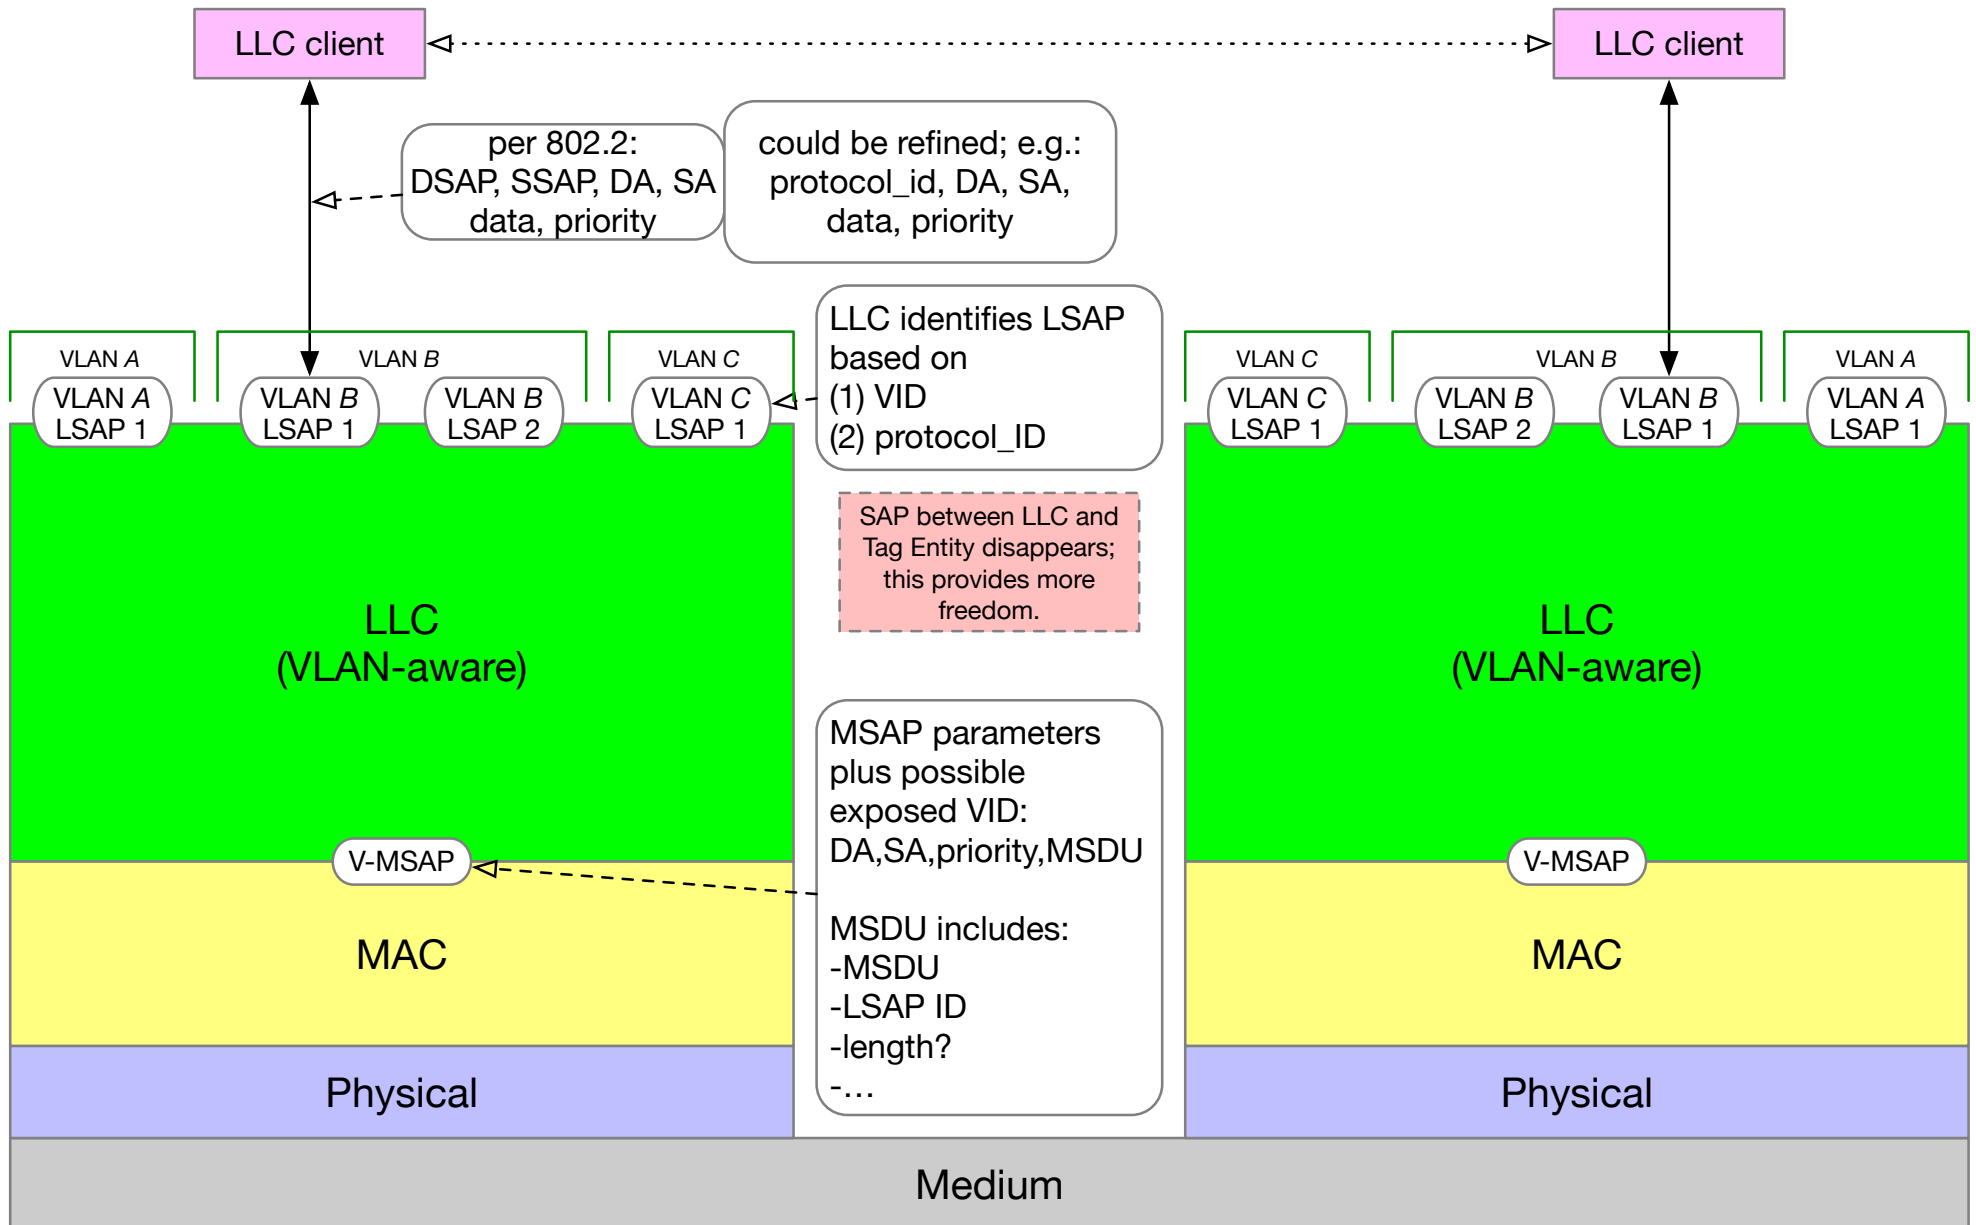 LLC client
LLC client
per 802.2:
DSAP, SSAP, DA, SA
data, priority
could be refined; e.g.:
protocol_id, DA, SA,
data, priority
LLC identifies LSAP
based on
(1) VID
(2) protocol_ID
VLAN A
VLAN B
VLAN C
VLAN A
LSAP 1
VLAN B
LSAP 1
VLAN B
LSAP 2
VLAN C
LSAP 1
VLAN C
VLAN B
VLAN A
VLAN C
LSAP 1
VLAN B
LSAP 2
VLAN B
LSAP 1
VLAN A
LSAP 1
SAP between LLC and
Tag Entity disappears;
this provides more
freedom.
LLC
(VLAN-aware)
LLC
(VLAN-aware)
MSAP parameters
plus possible
exposed VID:
DA,SA,priority,MSDU
MSDU includes:
-MSDU
-LSAP ID
-length?
-…
V-MSAP
V-MSAP
MAC
MAC
Physical
Physical
Medium